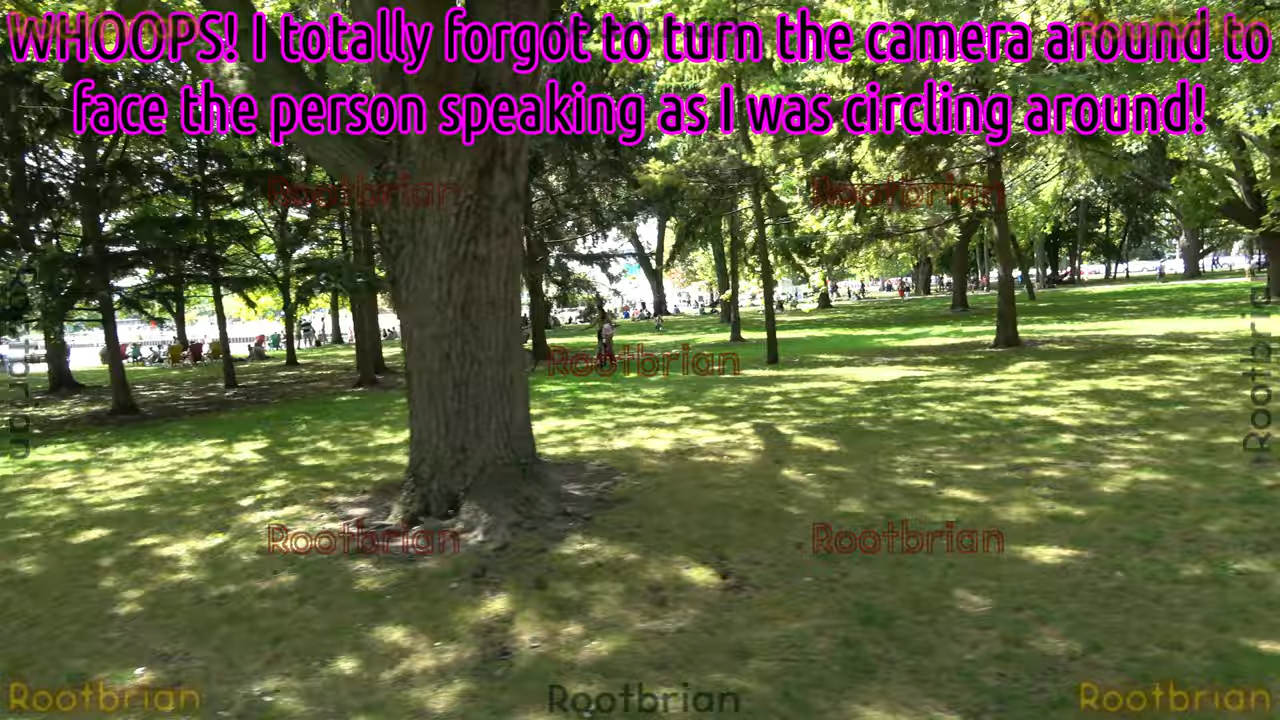 WHOOPS! I totally forgot to turn the camera around to
face the person speaking as I was circling around!
Rootbrian
Rootbrian
Rootbrian
Rootbrian
Rootbrian
Rootbrian
Rootbrian
Rootbrian
Rootbrian
Rootbrian